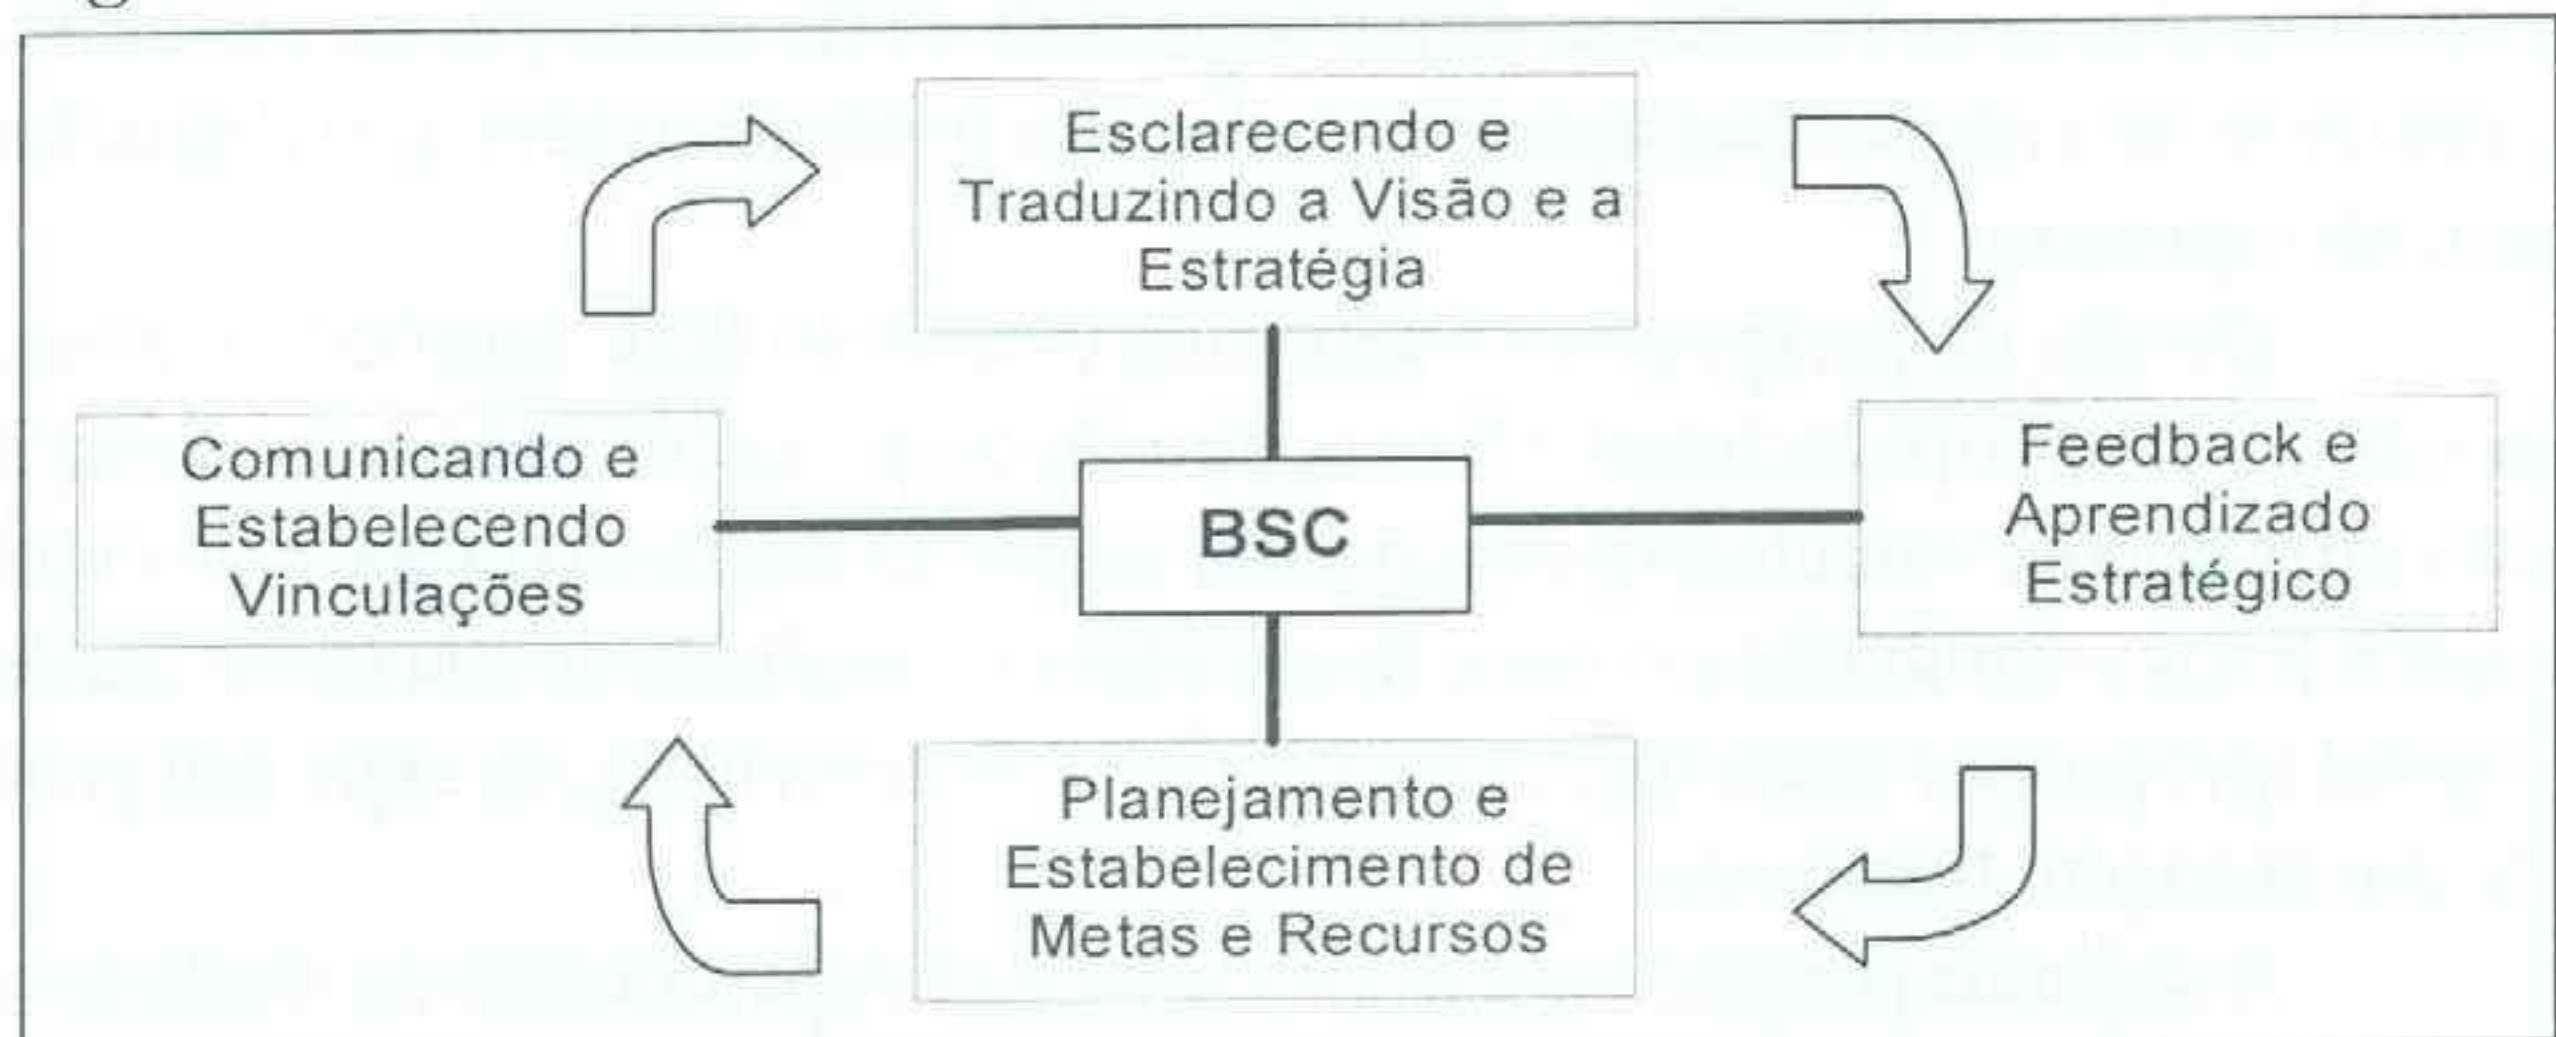 Esclarecendo e
Traduzindo a Visão e a
Estratégia
Comunicando e
Estabelecendo
Vinculações
BSC
Feedback e
Aprendizado
Estratégico
Planejamento e
Estabelecimento de
Metas e Recursos